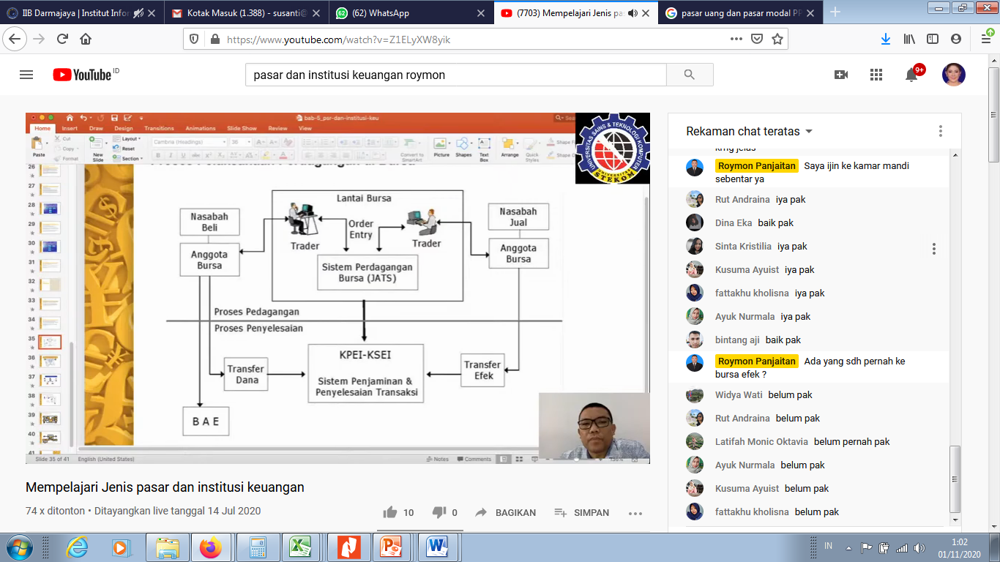 IIB Darmajaya | Institut Infor
Kotak Masuk (1.388) - susanti@
(62) WhatsApp
(7703) Mempelajari Jenis pa
pasar uang dan pasar modal PP
https://www.youtube.com/watch?v=Z1ELyXW8yik
YouTube ID
pasar dan institusi keuangan roymon
9+
bab-5_psr-dan-institusi-keu
Home Insert Draw Design Transitions Animations Slide Show Review View
Paste
Cut
Copy
Format
New Slide
Layout
Reset
Section
Cambria (Headings) 36
Convert to SmartArt
Picture
Shapes
Text Box
Arrange
Quick Styles
Shape
UNIVERSITAS SAINS & TEKNOLOGI KOMPUTER
UNIVERSITAS
STEKOM
26
27
28
29
30
31
32
33
34
35
36
37
38
39
40
41
Lantai Bursa
Nasabah Beli
Anggota Bursa
Trader
Order Entry
Trader
Nasabah Jual
Anggota Bursa
Sistem Perdagangan
Bursa (JATS)
Proses Pedagangan
Proses Penyelesaian
Transfer Dana
KPEI-KSEI
Sistem Penjaminan &
Penyelesaian Transaksi
Transfer Efek
B A E
Slide 35 of 41 English (United States)
Notes Comments 136%
Mempelajari Jenis pasar dan institusi keuangan
74 x ditonton • Ditayangkan live tanggal 14 Jul 2020
10 0 BAGIKAN SIMPAN
Rekaman chat teratas
krng jelas
Roymon Panjaitan Saya ijin ke kamar mandi
sebentar ya
Rut Andraina iya pak
Dina Eka baik pak
Sinta Kristilia iya pak
Kusuma Ayuist iya pak
fattakhu kholisna iya pak
Ayuk Nurmala iya pak
bintang aji baik pak
Roymon Panjaitan Ada yang sdh pernah ke
bursa efek ?
Widya Wati belum pak
Rut Andraina belum pak
Latifah Monic Oktavia belum pernah pak
Ayuk Nurmala belum pak
Kusuma Ayuist belum pak
fattakhu kholisna belum pak
IN
1:02
01/11/2020